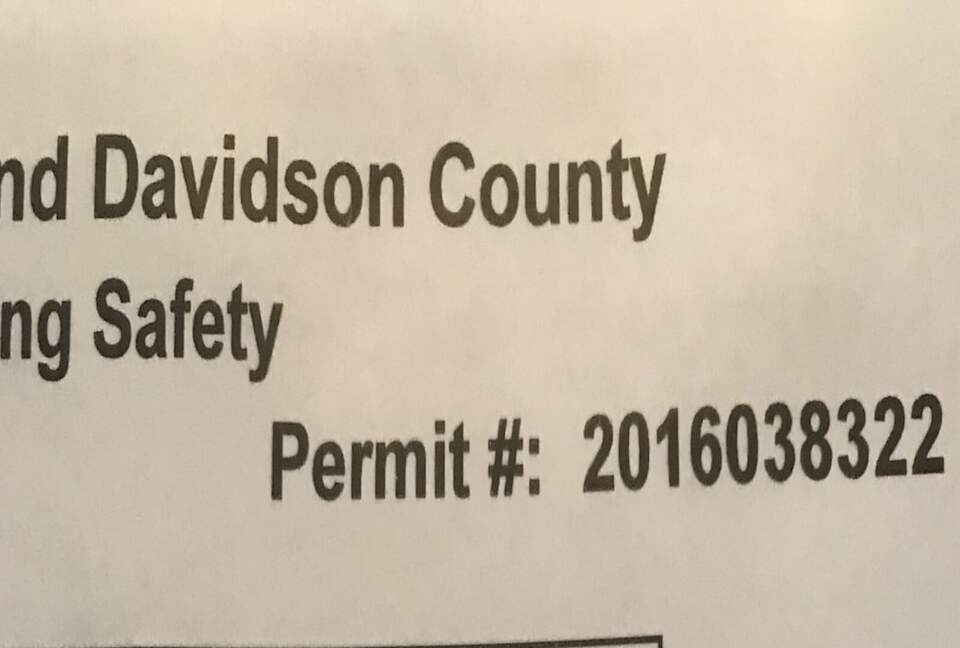 nd Davidson County
ng Safety
Permit #: 2016038322